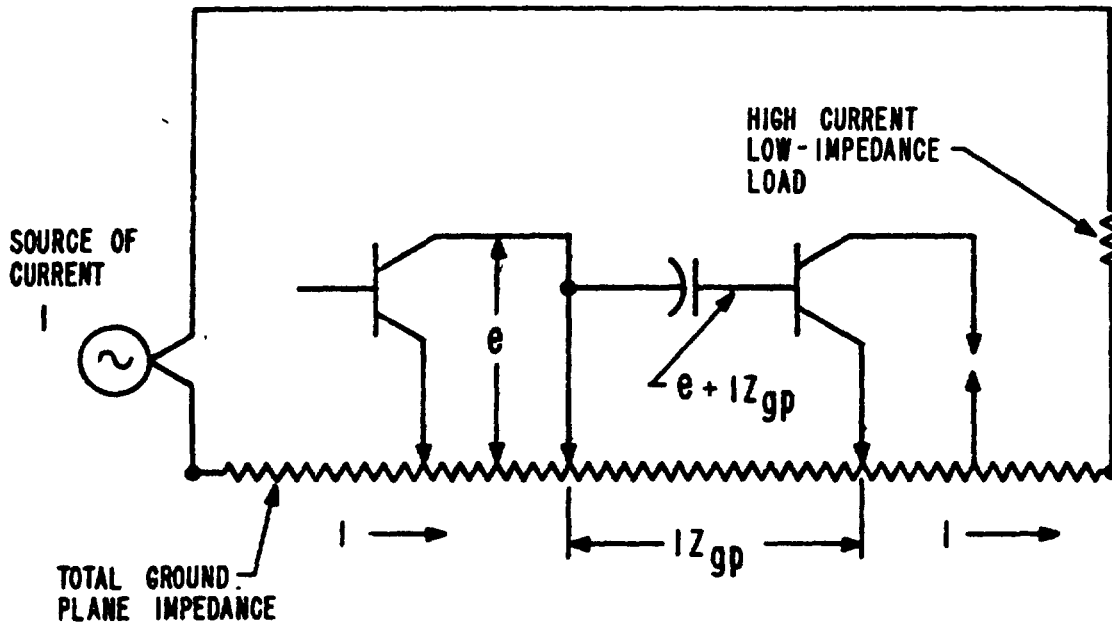 HIGH CURRENT
LOW-IMPEDANCE
LOAD
SOURCE OF
CURRENT
I
e
e + IZgp
I
IZgp
I
TOTAL GROUND
PLANE IMPEDANCE